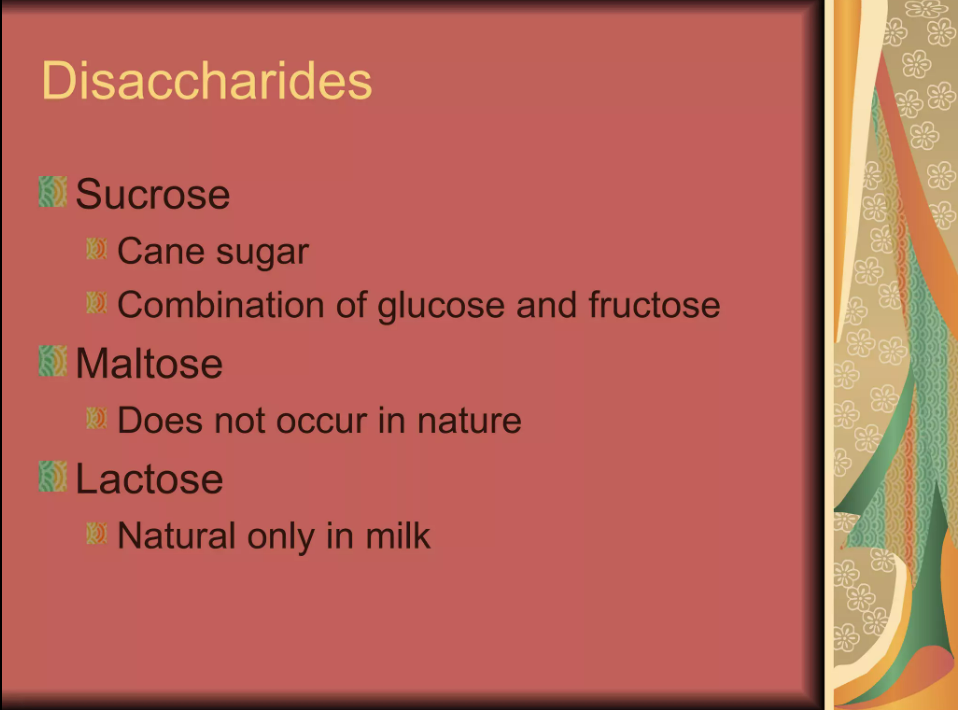 Disaccharides
Sucrose
Cane sugar
Combination of glucose and fructose
Maltose
Does not occur in nature
Lactose
Natural only in milk